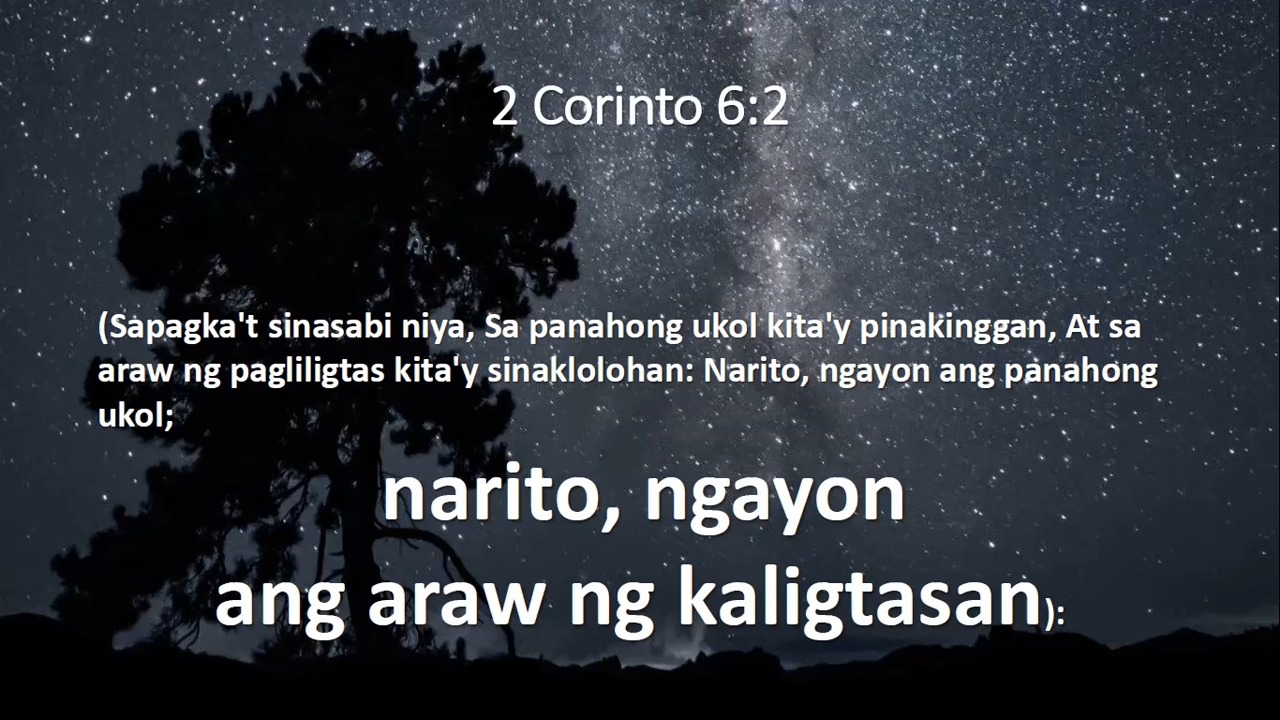 2 Corinto 6:2
(Sapagka't sinasabi niya, Sa panahong ukol kita'y pinakinggan, At sa
araw ng pagliligtas kita'y sinaklolohan: Narito, ngayon ang panahong
ukol;
narito, ngayon
ang araw ng kaligtasan):